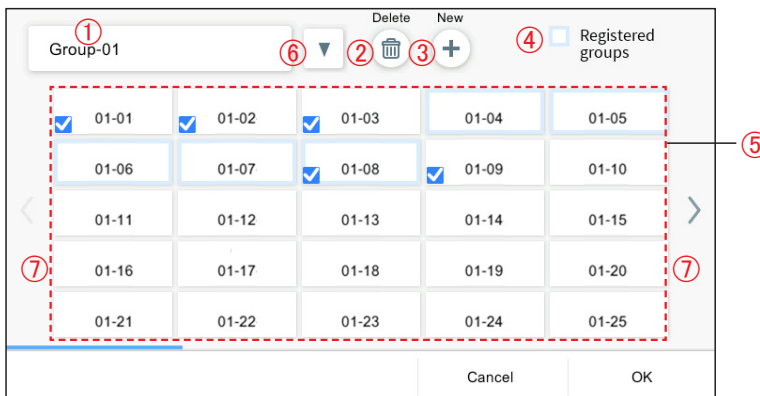 Delete New
① Group-01 ⑥ ▼ ② ③ + ④ Registered
groups
01-01 01-02 01-03 01-04 01-05
⑤
01-06 01-07 01-08 01-09 01-10
01-11 01-12 01-13 01-14 01-15
⑦ 01-16 01-17 01-18 01-19 01-20 ⑦
01-21 01-22 01-23 01-24 01-25
Cancel OK